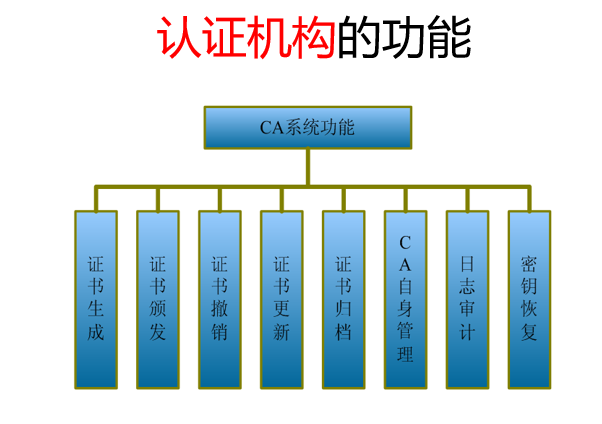 认证机构的功能
CA系统功能
证书生成
证书颁发
证书撤销
证书更新
证书归档
CA自身管理
日志审计
密钥恢复